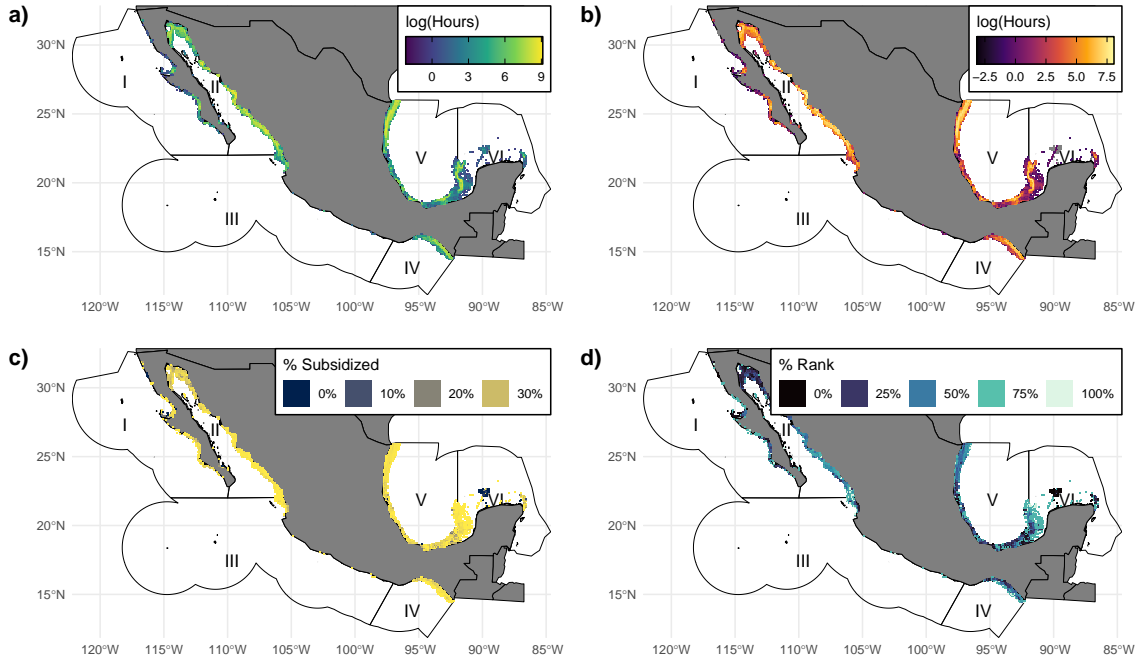 a)
log(Hours)
0 3 6 9
30°N
25°N
20°N
15°N
I
II
III
IV
V
VI
120°W 115°W 110°W 105°W 100°W 95°W 90°W 85°W
b)
log(Hours)
−2.5 0.0 2.5 5.0 7.5
30°N
25°N
20°N
15°N
I
II
III
IV
V
VI
120°W 115°W 110°W 105°W 100°W 95°W 90°W 85°W
c)
% Subsidized
0% 10% 20% 30%
30°N
25°N
20°N
15°N
I
II
III
IV
V
VI
120°W 115°W 110°W 105°W 100°W 95°W 90°W 85°W
d)
% Rank
0% 25% 50% 75% 100%
30°N
25°N
20°N
15°N
I
II
III
IV
V
VI
120°W 115°W 110°W 105°W 100°W 95°W 90°W 85°W